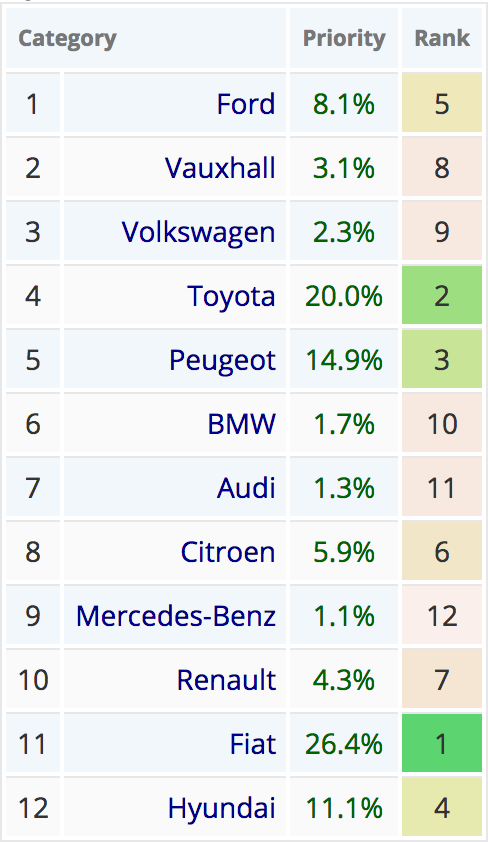 Category Priority Rank
1 Ford 8.1% 5
2 Vauxhall 3.1% 8
3 Volkswagen 2.3% 9
4 Toyota 20.0% 2
5 Peugeot 14.9% 3
6 BMW 1.7% 10
7 Audi 1.3% 11
8 Citroen 5.9% 6
9 Mercedes-Benz 1.1% 12
10 Renault 4.3% 7
11 Fiat 26.4% 1
12 Hyundai 11.1% 4